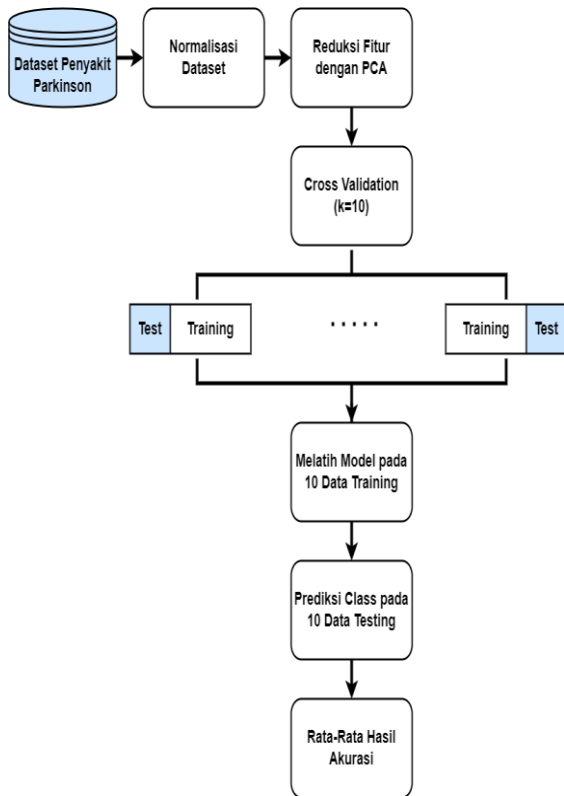 Dataset Penyakit
Parkinson
Normalisasi
Dataset
Reduksi Fitur
dengan PCA
Cross Validation
(k=10)
Test
Training
.....
Training
Test
Melatih Model pada
10 Data Training
Prediksi Class pada
10 Data Testing
Rata-Rata Hasil
Akurasi